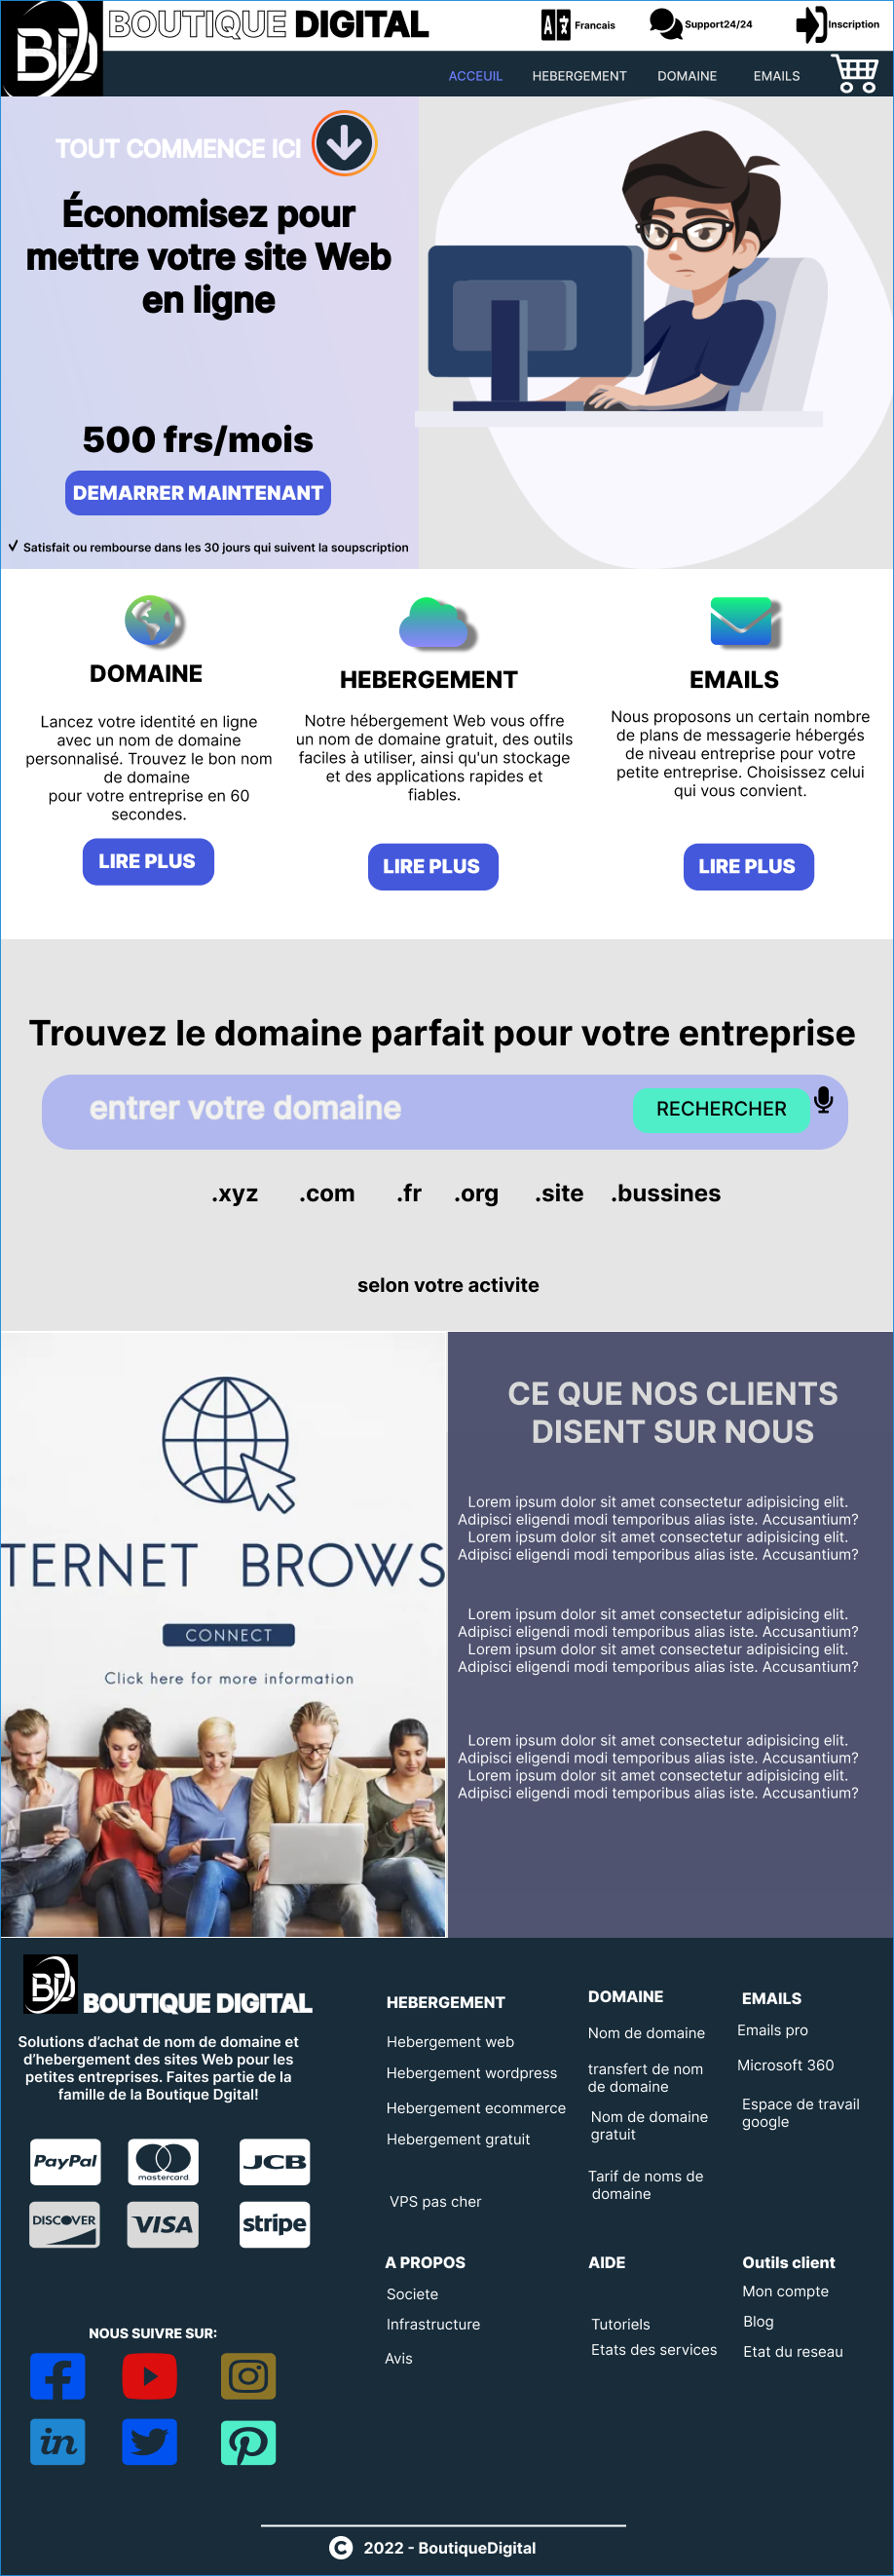 BOUTIQUE DIGITAL
Francais
Support24/24
Inscription
BD
ACCEUIL
HEBERGEMENT
DOMAINE
EMAILS
TOUT COMMENCE ICI
Économisez pour
mettre votre site Web
en ligne
500 frs/mois
DEMARRER MAINTENANT
Satisfait ou rembourse dans les 30 jours qui suivent la soupscription
DOMAINE
Lancez votre identité en ligne
avec un nom de domaine
personnalisé. Trouvez le bon nom
de domaine
pour votre entreprise en 60
secondes.
LIRE PLUS
HEBERGEMENT
Notre hébergement Web vous offre
un nom de domaine gratuit, des outils
faciles à utiliser, ainsi qu'un stockage
et des applications rapides et
fiables.
LIRE PLUS
EMAILS
Nous proposons un certain nombre
de plans de messagerie hébergés
de niveau entreprise pour votre
petite entreprise. Choisissez celui
qui vous convient.
LIRE PLUS
Trouvez le domaine parfait pour votre entreprise
entrer votre domaine
RECHERCHER
.xyz .com .fr .org .site .bussines
selon votre activite
TERNET BROWS
CONNECT
Click here for more information
CE QUE NOS CLIENTS
DISENT SUR NOUS
Lorem ipsum dolor sit amet consectetur adipisicing elit.
Adipisci eligendi modi temporibus alias iste. Accusantium?
Lorem ipsum dolor sit amet consectetur adipisicing elit.
Adipisci eligendi modi temporibus alias iste. Accusantium?
Lorem ipsum dolor sit amet consectetur adipisicing elit.
Adipisci eligendi modi temporibus alias iste. Accusantium?
Lorem ipsum dolor sit amet consectetur adipisicing elit.
Adipisci eligendi modi temporibus alias iste. Accusantium?
Lorem ipsum dolor sit amet consectetur adipisicing elit.
Adipisci eligendi modi temporibus alias iste. Accusantium?
Lorem ipsum dolor sit amet consectetur adipisicing elit.
Adipisci eligendi modi temporibus alias iste. Accusantium?
BD
BOUTIQUE DIGITAL
Solutions d'achat de nom de domaine et
d'hebergement des sites Web pour les
petites entreprises. Faites partie de la
famille de la Boutique Dgital!
PayPal
mastercard
JCB
DISCOVER
VISA
stripe
NOUS SUIVRE SUR:
in
HEBERGEMENT
Hebergement web
Hebergement wordpress
Hebergement ecommerce
Hebergement gratuit
VPS pas cher
DOMAINE
Nom de domaine
transfert de nom
de domaine
Nom de domaine
gratuit
Tarif de noms de
domaine
EMAILS
Emails pro
Microsoft 360
Espace de travail
google
A PROPOS
Societe
Infrastructure
Avis
AIDE
Tutoriels
Etats des services
Outils client
Mon compte
Blog
Etat du reseau
© 2022 - BoutiqueDigital